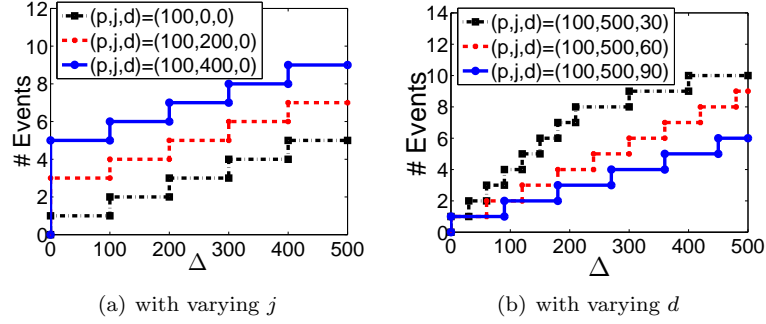 (p,j,d)=(100,0,0)
(p,j,d)=(100,200,0)
(p,j,d)=(100,400,0)
# Events
12
10
8
6
4
2
0
0 100 200 300 400 500
Δ
(a) with varying j
(p,j,d)=(100,500,30)
(p,j,d)=(100,500,60)
(p,j,d)=(100,500,90)
# Events
14
12
10
8
6
4
2
0
0 100 200 300 400 500
Δ
(b) with varying d